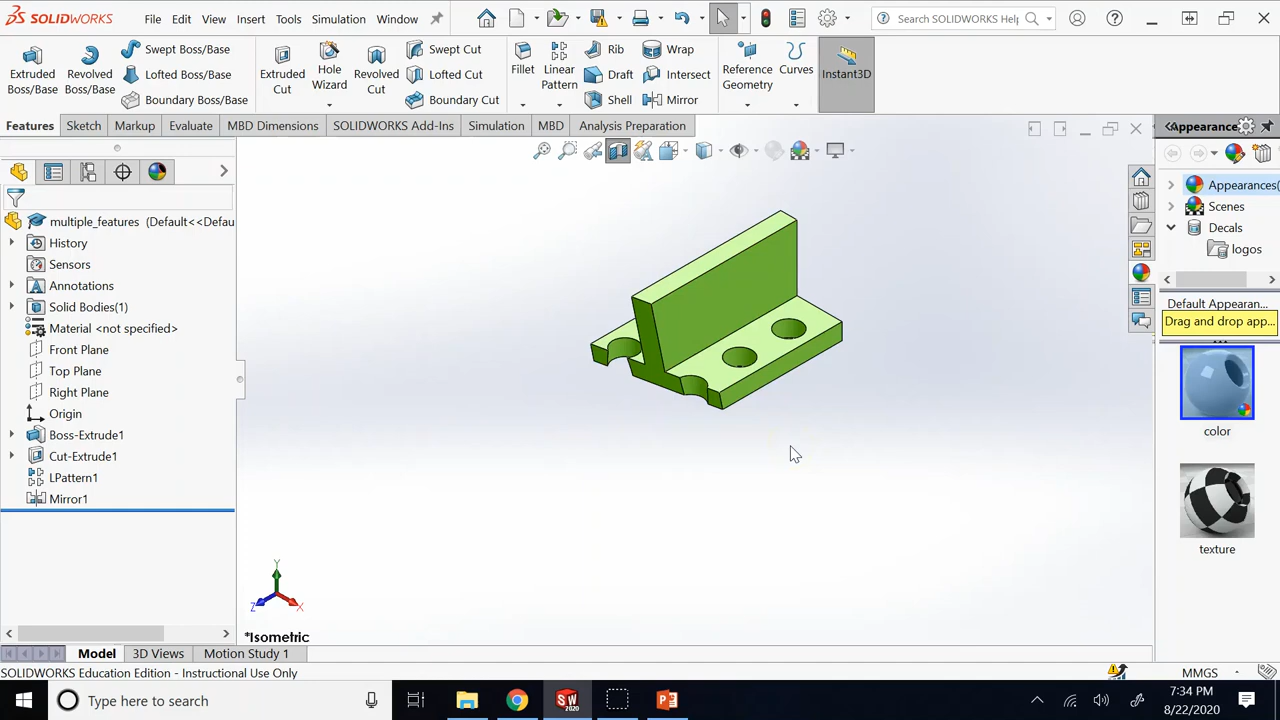 SOLIDWORKS File Edit View Insert Tools Simulation Window Search SOLIDWORKS Help
Extruded Boss/Base
Revolved Boss/Base
Swept Boss/Base
Lofted Boss/Base
Boundary Boss/Base
Extruded Cut
Hole Wizard
Revolved Cut
Swept Cut
Lofted Cut
Boundary Cut
Fillet
Linear Pattern
Rib
Draft
Shell
Wrap
Intersect
Mirror
Reference Geometry
Curves
Instant3D
Features Sketch Markup Evaluate MBD Dimensions SOLIDWORKS Add-Ins Simulation MBD Analysis Preparation
multiple_features (Default<<Defau
History
Sensors
Annotations
Solid Bodies(1)
Material <not specified>
Front Plane
Top Plane
Right Plane
Origin
Boss-Extrude1
Cut-Extrude1
LPattern1
Mirror1
Y
Z
X
*Isometric
Appearance
Appearances(
Scenes
Decals
logos
Default Appearan...
Drag and drop app...
color
texture
Model 3D Views Motion Study 1
SOLIDWORKS Education Edition - Instructional Use Only MMGS
Type here to search
SW
2020
7:34 PM
8/22/2020